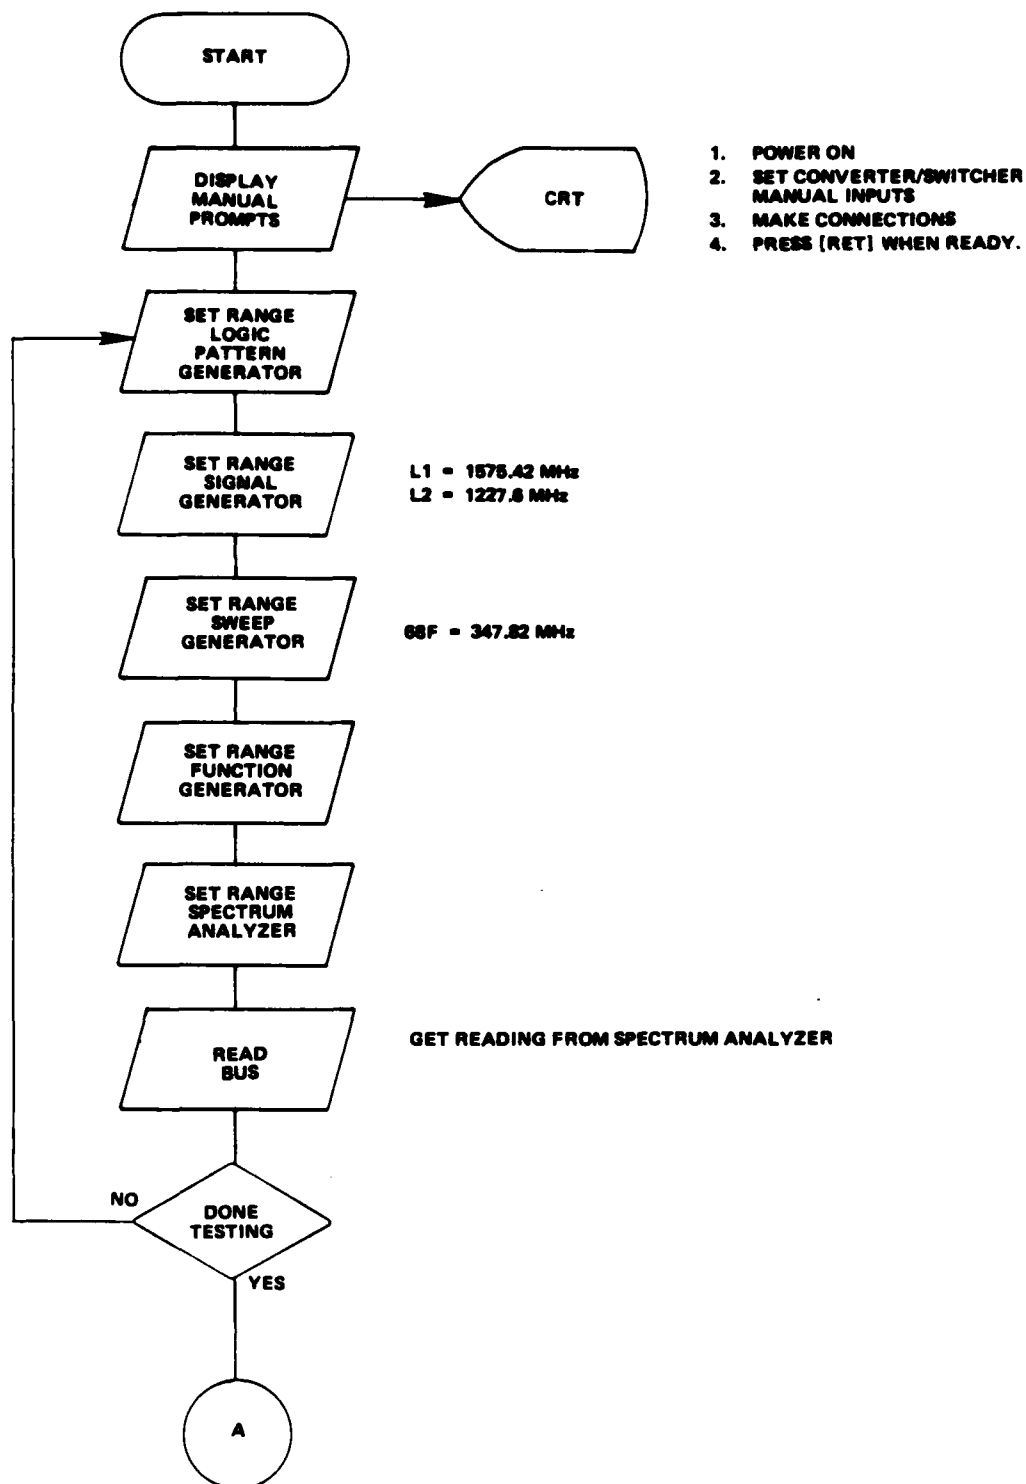 START
DISPLAY
MANUAL
PROMPTS
CRT
1. POWER ON
2. SET CONVERTER/SWITCHER
MANUAL INPUTS
3. MAKE CONNECTIONS
4. PRESS [RET] WHEN READY.
SET RANGE
LOGIC
PATTERN
GENERATOR
SET RANGE
SIGNAL
GENERATOR
L1 = 1575.42 MHz
L2 = 1227.6 MHz
SET RANGE
SWEEP
GENERATOR
= 347.82 MHz
SET RANGE
FUNCTION
GENERATOR
SET RANGE
SPECTRUM
ANALYZER
READ
BUS
GET READING FROM SPECTRUM ANALYZER
NO
DONE
TESTING
YES
A